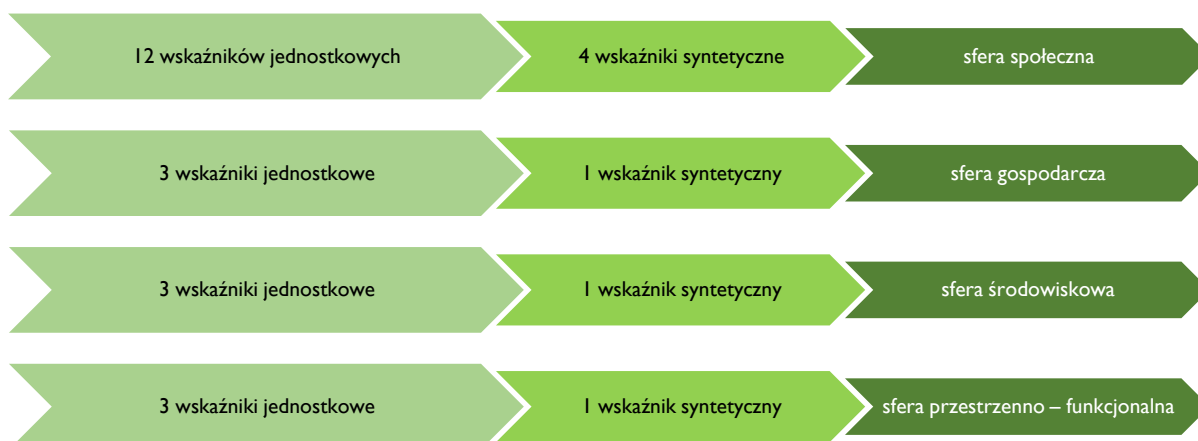 12 wskaźników jednostkowych
4 wskaźniki syntetyczne
sfera społeczna
3 wskaźniki jednostkowe
1 wskaźnik syntetyczny
sfera gospodarcza
3 wskaźniki jednostkowe
1 wskaźnik syntetyczny
sfera środowiskowa
3 wskaźniki jednostkowe
1 wskaźnik syntetyczny
sfera przestrzenno – funkcjonalna